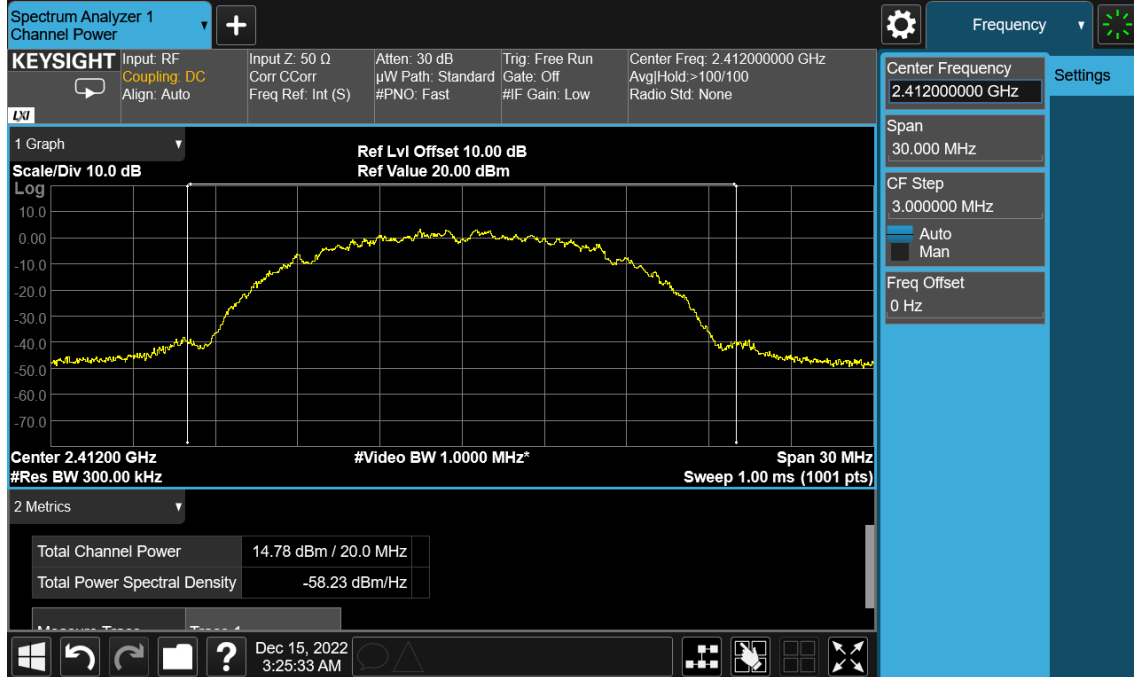 Spectrum Analyzer 1
Channel Power
Frequency
KEYSIGHT
LXI
Input: RF
Coupling: DC
Align: Auto
Input Z: 50 Ω
Corr CCorr
Freq Ref: Int (S)
Atten: 30 dB
µW Path: Standard
#PNO: Fast
Trig: Free Run
Gate: Off
#IF Gain: Low
Center Freq: 2.412000000 GHz
Avg|Hold:>100/100
Radio Std: None
Center Frequency
2.412000000 GHz
Settings
Span
30.000 MHz
CF Step
3.000000 MHz
Auto
Man
Freq Offset
0 Hz
1 Graph
Scale/Div 10.0 dB
Ref Lvl Offset 10.00 dB
Ref Value 20.00 dBm
Log
10.0
0.00
-10.0
-20.0
-30.0
-40.0
-50.0
-60.0
-70.0
Center 2.41200 GHz
#Video BW 1.0000 MHz*
Span 30 MHz
#Res BW 300.00 kHz
Sweep 1.00 ms (1001 pts)
2 Metrics
Total Channel Power 14.78 dBm / 20.0 MHz
Total Power Spectral Density -58.23 dBm/Hz
Measure Trace Trace 1
?
Dec 15, 2022
3:25:33 AM